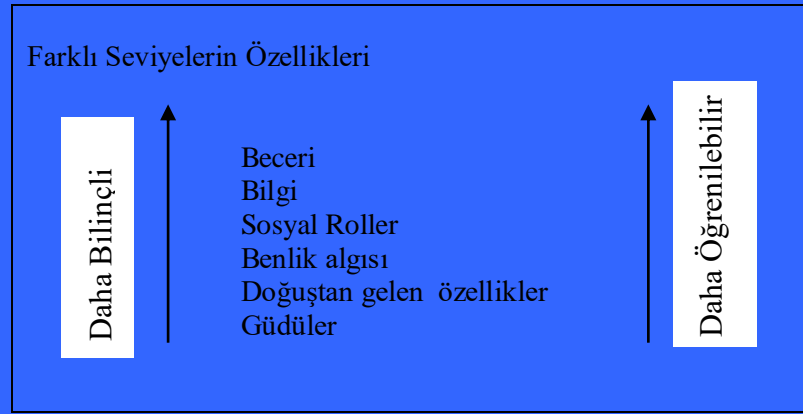 Farklı Seviyelerin Özellikleri
Daha Bilinçli
Beceri
Bilgi
Sosyal Roller
Benlik algısı
Doğuştan gelen özellikler
Güdüler
Daha Öğrenilebilir